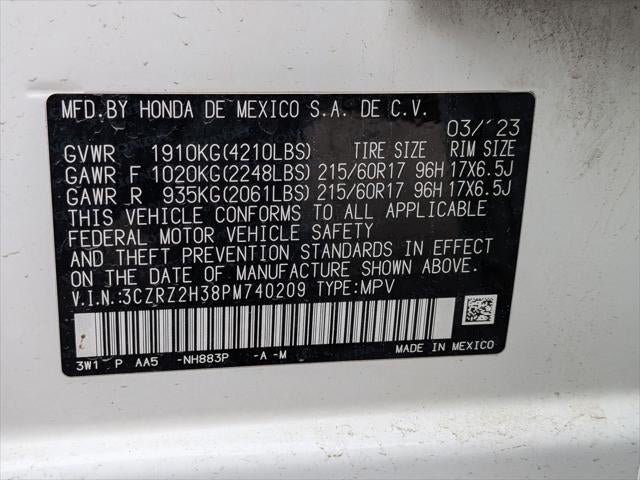 MFD.BY HONDA DE MEXICO S.A. DE C.V.
03/'23
GVWR 1910KG(4210LBS) TIRE SIZE RIM SIZE
GAWR F 1020KG(2248LBS) 215/60R17 96H 17X6.5J
GAWR R 935KG(2061LBS) 215/60R17 96H 17X6.5J
THIS VEHICLE CONFORMS TO ALL APPLICABLE
FEDERAL MOTOR VEHICLE SAFETY
AND THEFT PREVENTION STANDARDS IN EFFECT
ON THE DATE OF MANUFACTURE SHOWN ABOVE.
V.I.N.:3CZRZ2H38PM740209 TYPE:MPV
3W1 P AA5 -NH883P -A -M MADE IN MEXICO